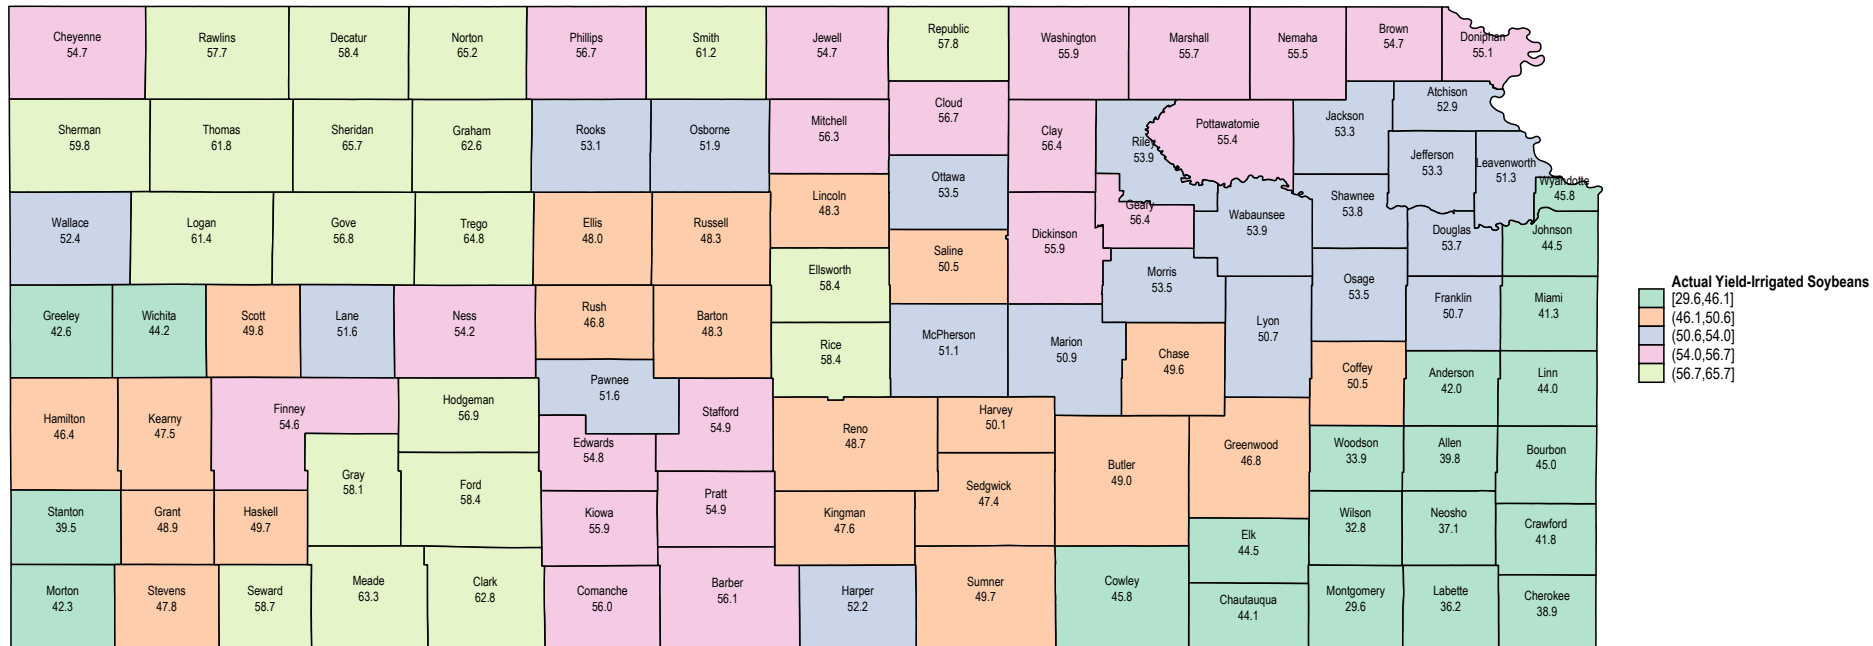 Cheyenne
54.7
Rawlins
57.7
Decatur
58.4
Norton
65.2
Phillips
56.7
Smith
61.2
Jewell
54.7
Republic
57.8
Washington
55.9
Marshall
55.7
Nemaha
55.5
Brown
54.7
Doniphan
55.1
Sherman
59.8
Thomas
61.8
Sheridan
65.7
Graham
62.6
Rooks
53.1
Osborne
51.9
Mitchell
56.3
Cloud
56.7
Clay
56.4
Riley
53.9
Pottawatomie
55.4
Jackson
53.3
Atchison
52.9
Jefferson
53.3
Leavenworth
51.3
Wyandotte
45.8
Wallace
52.4
Logan
61.4
Gove
56.8
Trego
64.8
Ellis
48.0
Russell
48.3
Lincoln
48.3
Ottawa
53.5
Saline
50.5
Dickinson
55.9
Geary
56.4
Wabaunsee
53.9
Shawnee
53.8
Douglas
53.7
Johnson
44.5
Ellsworth
58.4
Morris
53.5
Osage
53.5
Franklin
50.7
Miami
41.3
Greeley
42.6
Wichita
44.2
Scott
49.8
Lane
51.6
Ness
54.2
Rush
46.8
Barton
48.3
Rice
58.4
McPherson
51.1
Marion
50.9
Chase
49.6
Lyon
50.7
Coffey
50.5
Anderson
42.0
Linn
44.0
Hamilton
46.4
Kearny
47.5
Finney
54.6
Hodgeman
56.9
Pawnee
51.6
Stafford
54.9
Edwards
54.8
Reno
48.7
Harvey
50.1
Butler
49.0
Greenwood
46.8
Woodson
33.9
Allen
39.8
Bourbon
45.0
Gray
58.1
Ford
58.4
Sedgwick
47.4
Stanton
39.5
Grant
48.9
Haskell
49.7
Kiowa
55.9
Pratt
54.9
Kingman
47.6
Elk
44.5
Wilson
32.8
Neosho
37.1
Crawford
41.8
Morton
42.3
Stevens
47.8
Seward
58.7
Meade
63.3
Clark
62.8
Comanche
56.0
Barber
56.1
Harper
52.2
Sumner
49.7
Cowley
45.8
Chautauqua
44.1
Montgomery
29.6
Labette
36.2
Cherokee
38.9
Actual Yield-Irrigated Soybeans
[29.6,46.1]
(46.1,50.6]
(50.6,54.0]
(54.0,56.7]
(56.7,65.7]